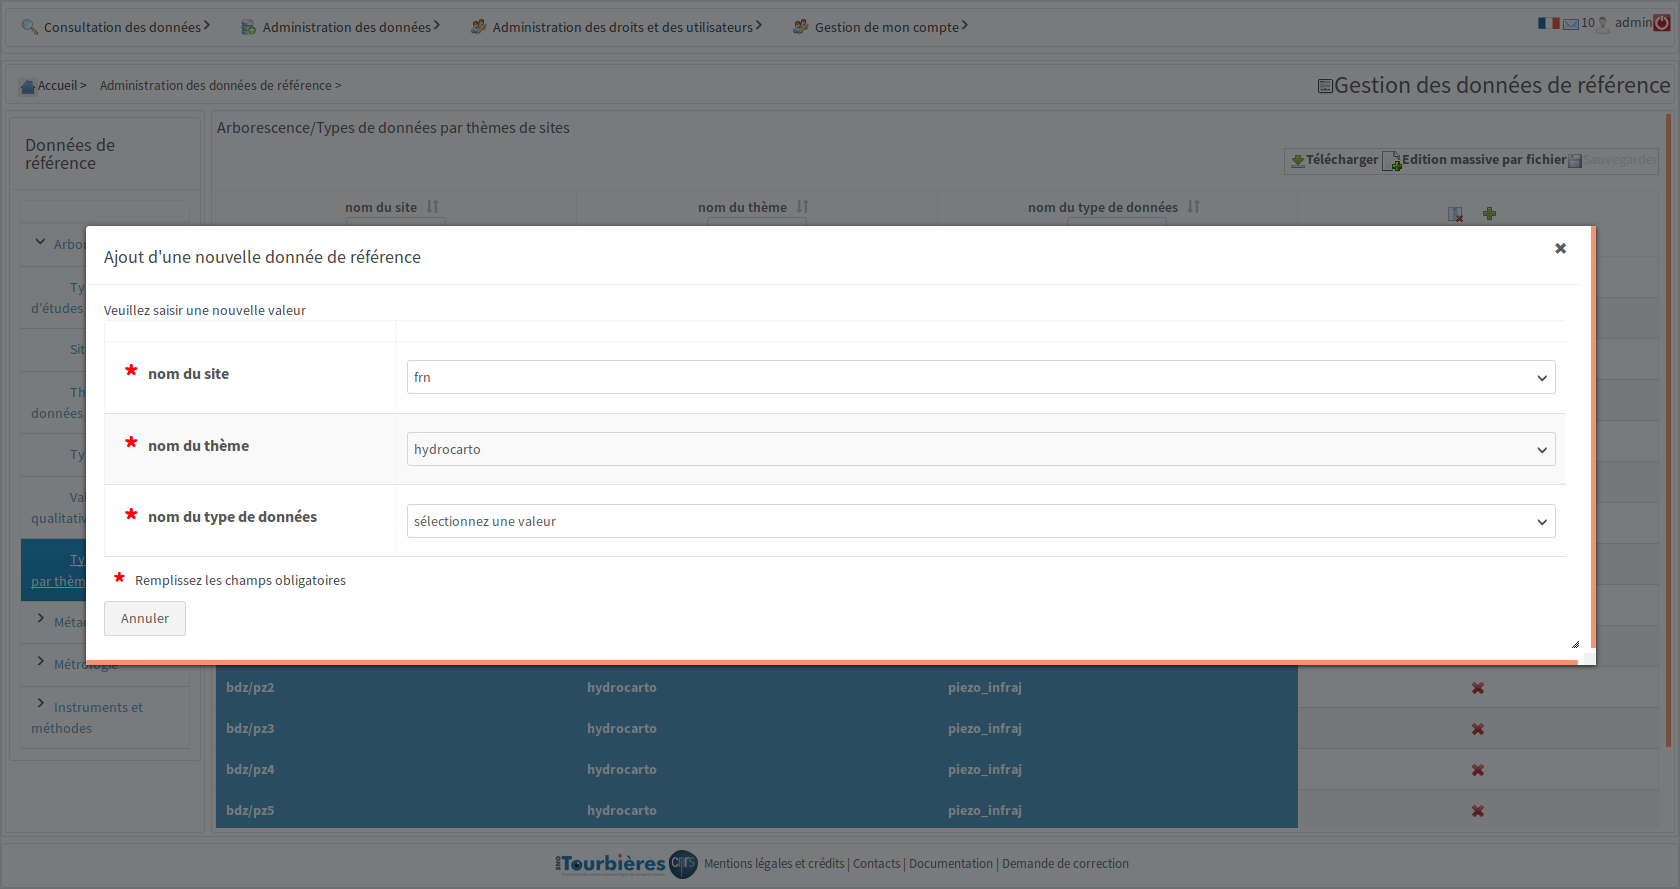 Consultation des données
Administration des données
Administration des droits et des utilisateurs
Gestion de mon compte
10
admin
Accueil >
Administration des données de référence >
Gestion des données de référence
Données de
référence
Arborescence/Types de données par thèmes de sites
Télécharger
Edition massive par fichier
Sauvegarder
nom du site
nom du thème
nom du type de données
Arbor
Ty
d'études
Sit
Th
données
Ty
Val
qualitativ
Ty
par thèm
Méta
Métrologie
Instruments et
méthodes
Ajout d'une nouvelle donnée de référence
Veuillez saisir une nouvelle valeur
* nom du site
frn
* nom du thème
hydrocarto
* nom du type de données
sélectionnez une valeur
* Remplissez les champs obligatoires
Annuler
bdz/pz2 hydrocarto piezo_infraj
bdz/pz3 hydrocarto piezo_infraj
bdz/pz4 hydrocarto piezo_infraj
bdz/pz5 hydrocarto piezo_infraj
SNO Tourbières cnrs Mentions légales et crédits | Contacts | Documentation | Demande de correction